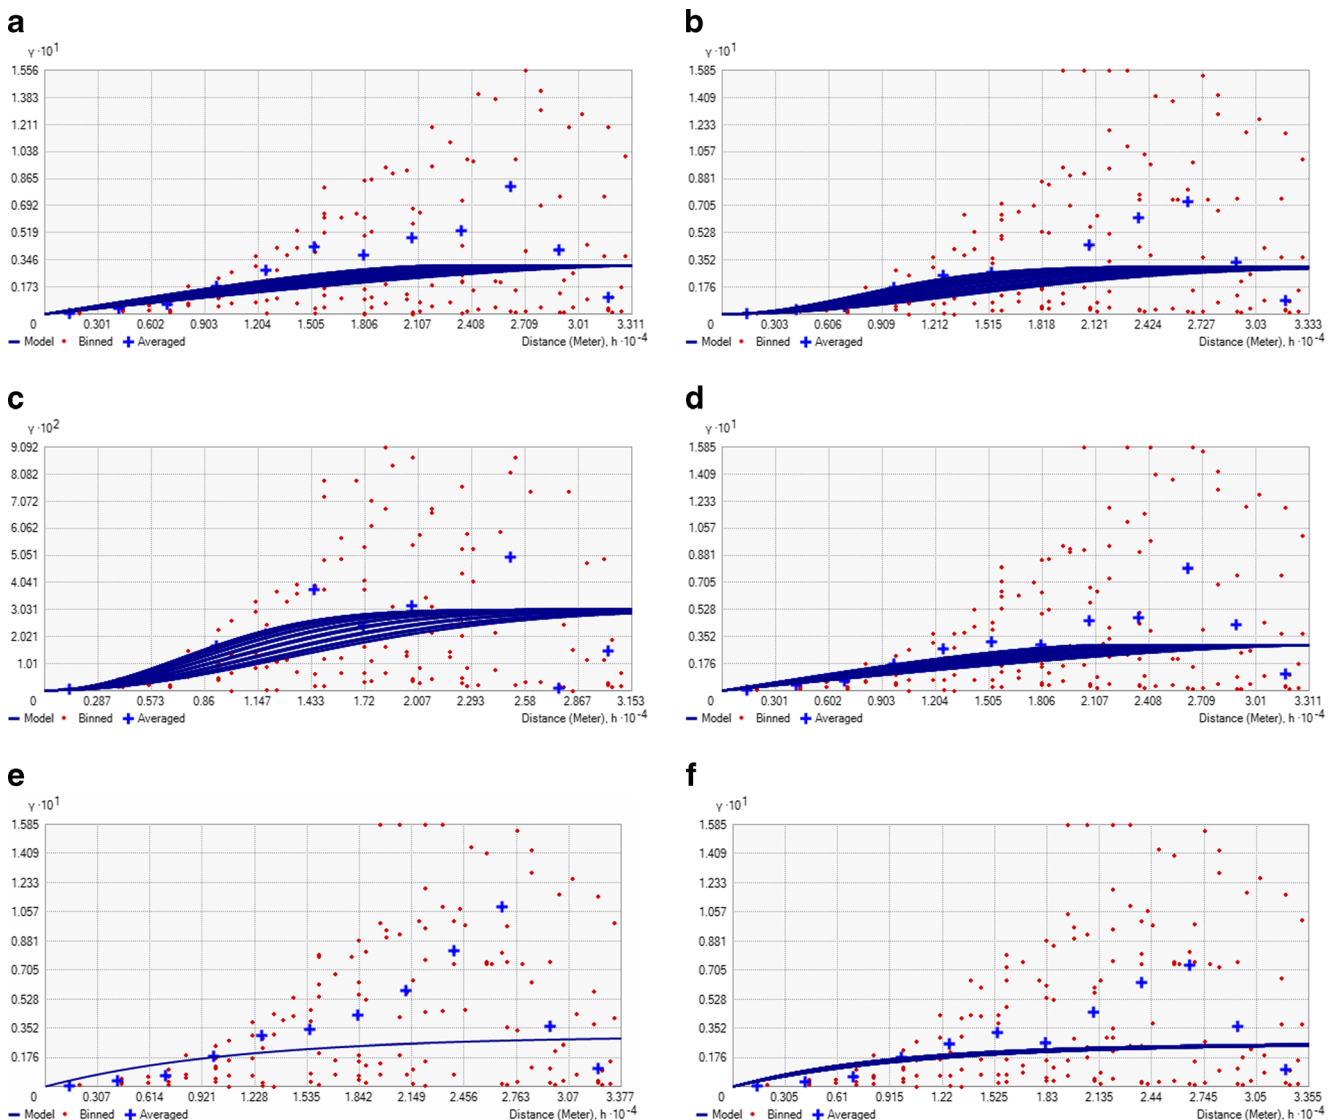 a
γ·10¹
1.556
1.383
1.211
1.038
0.865
0.692
0.519
0.346
0.173
0 0.301 0.602 0.903 1.204 1.505 1.806 2.107 2.408 2.709 3.01 3.311
Model Binned Averaged Distance (Meter), h·10⁻⁴
b
γ·10¹
1.585
1.409
1.233
1.057
0.881
0.705
0.528
0.352
0.176
0 0.303 0.606 0.909 1.212 1.515 1.818 2.121 2.424 2.727 3.03 3.333
Model Binned Averaged Distance (Meter), h·10⁻⁴
c
γ·10²
9.092
8.082
7.072
6.062
5.051
4.041
3.031
2.021
1.01
0 0.287 0.573 0.86 1.147 1.433 1.72 2.007 2.293 2.58 2.867 3.153
Model Binned Averaged Distance (Meter), h·10⁻⁴
d
γ·10¹
1.585
1.409
1.233
1.057
0.881
0.705
0.528
0.352
0.176
0 0.301 0.602 0.903 1.204 1.505 1.806 2.107 2.408 2.709 3.01 3.311
Model Binned Averaged Distance (Meter), h·10⁻⁴
e
γ·10¹
1.585
1.409
1.233
1.057
0.881
0.705
0.528
0.352
0.176
0 0.307 0.614 0.921 1.228 1.535 1.842 2.149 2.456 2.763 3.07 3.377
Model Binned Averaged Distance (Meter), h·10⁻⁴
f
γ·10¹
1.585
1.409
1.233
1.057
0.881
0.705
0.528
0.352
0.176
0 0.305 0.61 0.915 1.22 1.525 1.83 2.135 2.44 2.745 3.05 3.355
Model Binned Averaged Distance (Meter), h·10⁻⁴